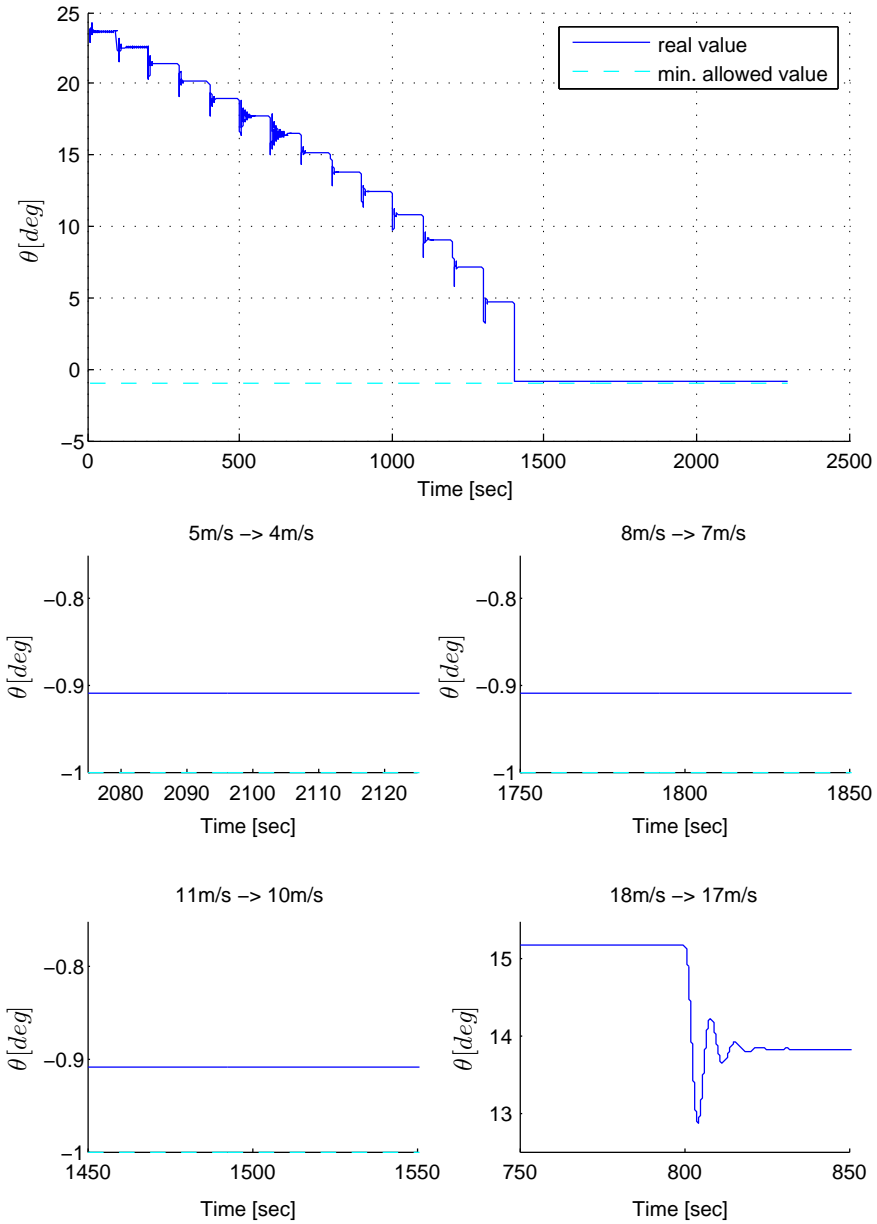 25
20
15
10
5
0
−5
θ[deg]
real value
min. allowed value
0
500
1000
1500
2000
2500
Time [sec]
5m/s −> 4m/s
−0.8
−0.9
−1
θ[deg]
2080
2090
2100
2110
2120
Time [sec]
8m/s −> 7m/s
−0.8
−0.9
−1
θ[deg]
1750
1800
1850
Time [sec]
11m/s −> 10m/s
−0.8
−0.9
−1
θ[deg]
1450
1500
1550
Time [sec]
18m/s −> 17m/s
15
14
13
θ[deg]
750
800
850
Time [sec]